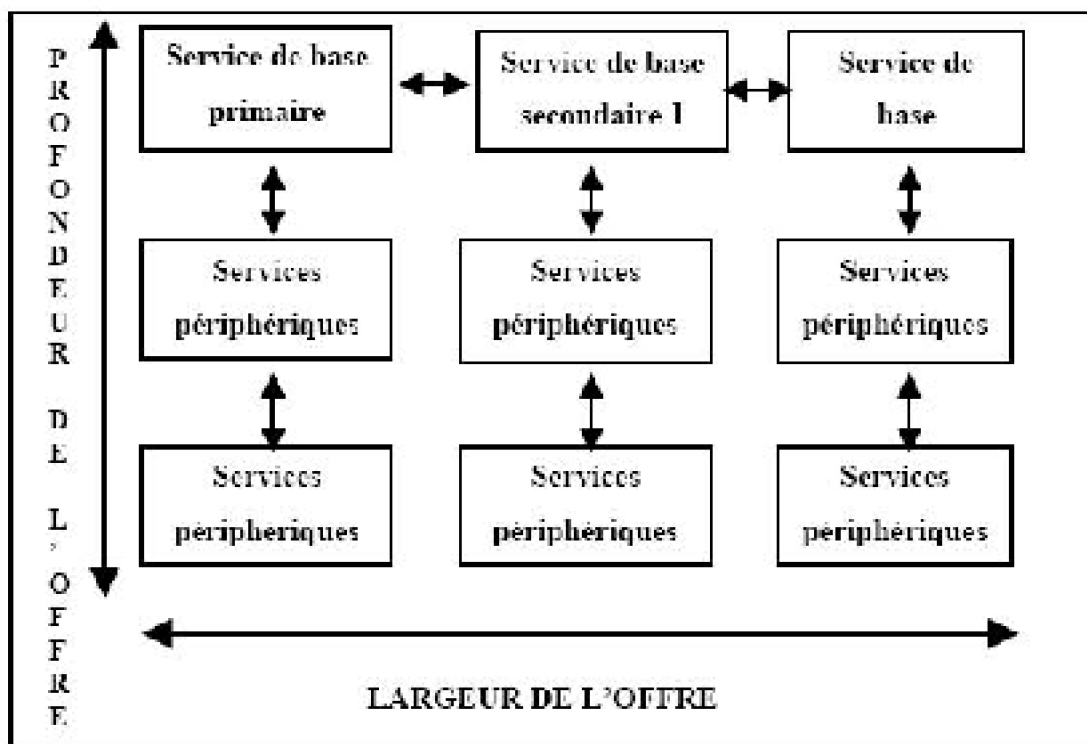 PROFONDEUR DE L'OFFRE
Service de base
primaire
Service de base
secondaire 1
Service de
base
Services
périphériques
Services
périphériques
Services
périphériques
Services
périphériques
Services
périphériques
Services
périphériques
LARGEUR DE L'OFFRE